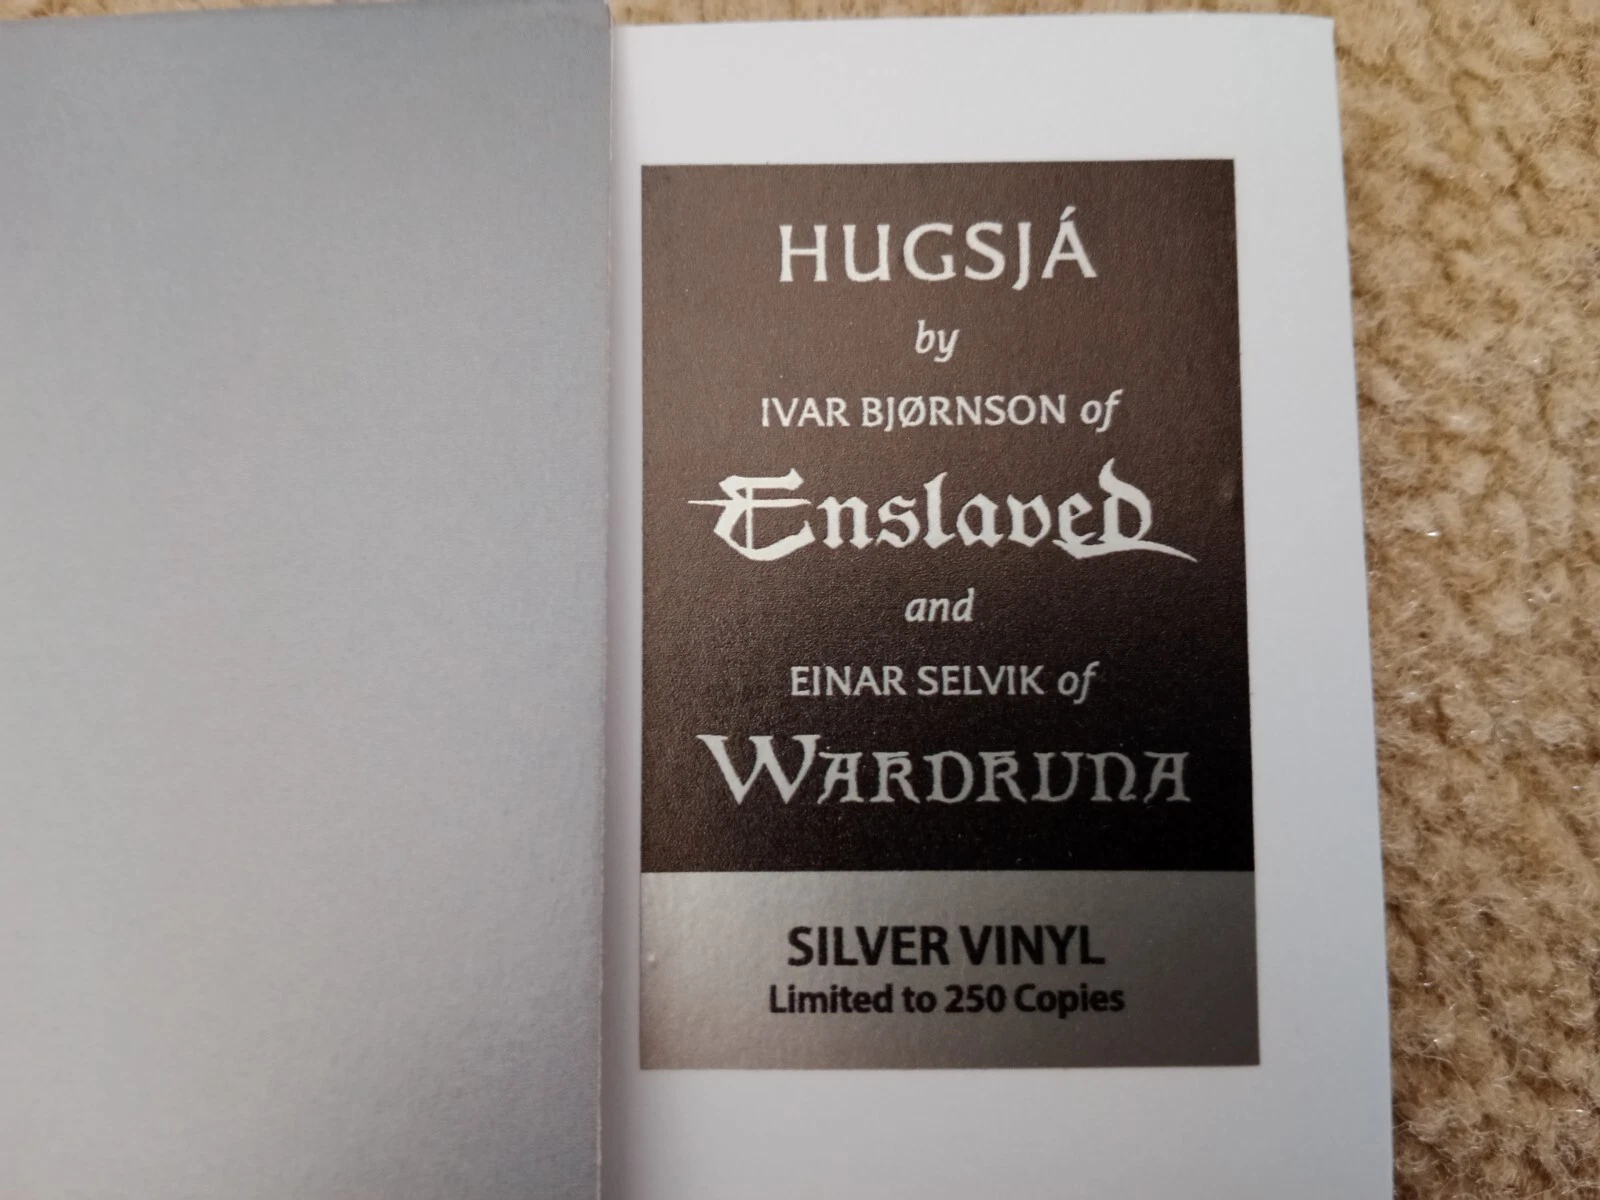 HUGSJÁ
by
IVAR BJØRNSON of
Enslaved
and
EINAR SELVIK of
WARDRUNA
SILVER VINYL
Limited to 250 Copies